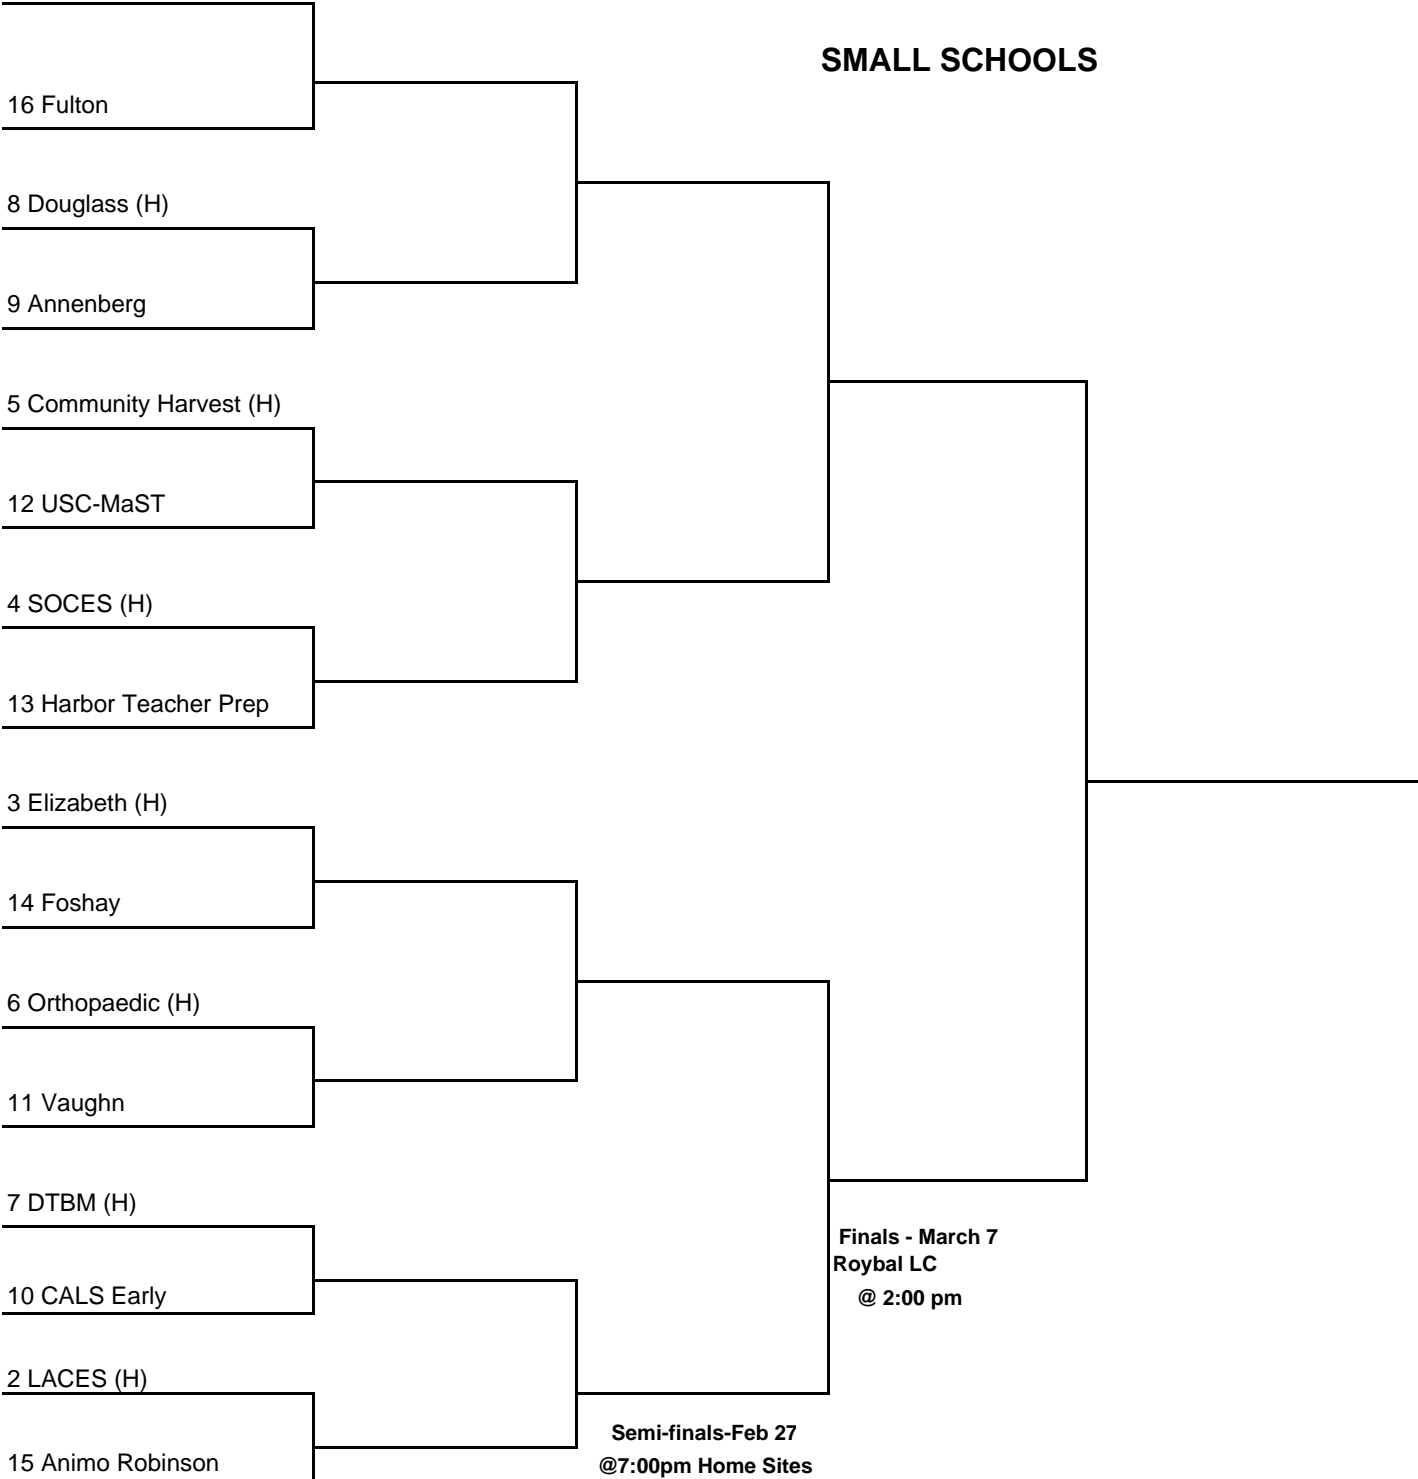 SMALL SCHOOLS
16 Fulton
8 Douglass (H)
9 Annenberg
5 Community Harvest (H)
12 USC-MaST
4 SOCES (H)
13 Harbor Teacher Prep
3 Elizabeth (H)
14 Foshay
6 Orthopaedic (H)
11 Vaughn
7 DTBM (H)
Finals - March 7
Roybal LC
@ 2:00 pm
10 CALS Early
2 LACES (H)
Semi-finals-Feb 27
@7:00pm Home Sites
15 Animo Robinson